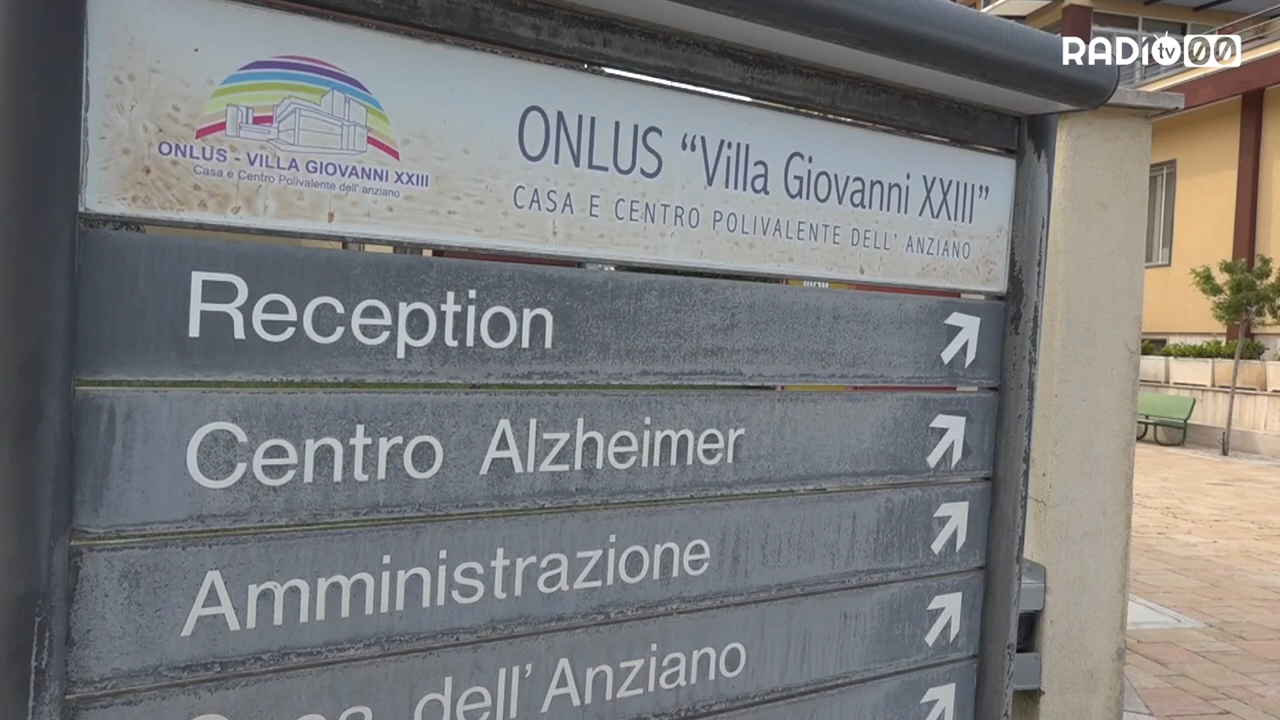 RADiO tv 00
ONLUS - VILLA GIOVANNI XXIII
Casa e Centro Polivalente dell' anziano
ONLUS “Villa Giovanni XXIII”
CASA E CENTRO POLIVALENTE DELL' ANZIANO
Reception
Centro Alzheimer
Amministrazione
dell'Anziano